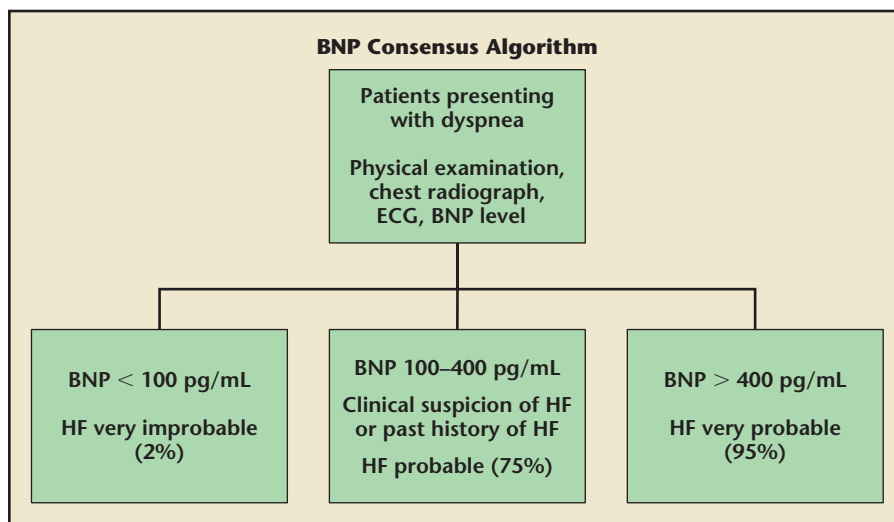 BNP Consensus Algorithm
Patients presenting
with dyspnea
Physical examination,
chest radiograph,
ECG, BNP level
BNP < 100 pg/mL
HF very improbable
(2%)
BNP 100–400 pg/mL
Clinical suspicion of HF
or past history of HF
HF probable (75%)
BNP > 400 pg/mL
HF very probable
(95%)